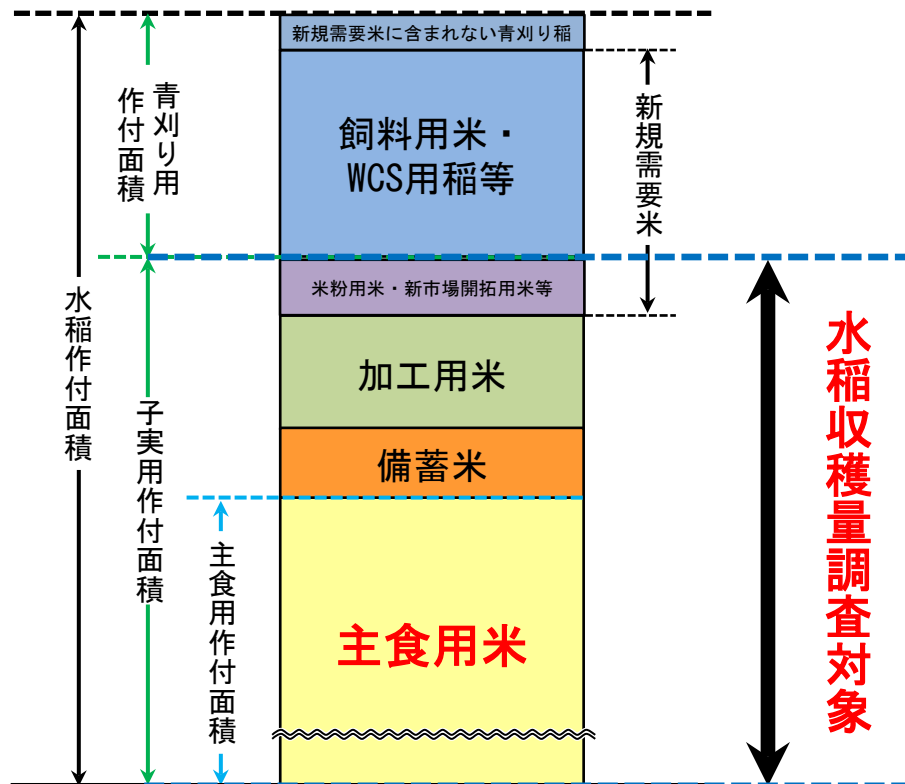 新規需要米に含まれない青刈り稲
飼料用米・
WCS用稲等
米粉用米・新市場開拓用米等
加工用米
備蓄米
主食用米
水稲作付面積
青刈り用
作付面積
子実用作付面積
主食用作付面積
新規需要米
水稲収穫量調査対象